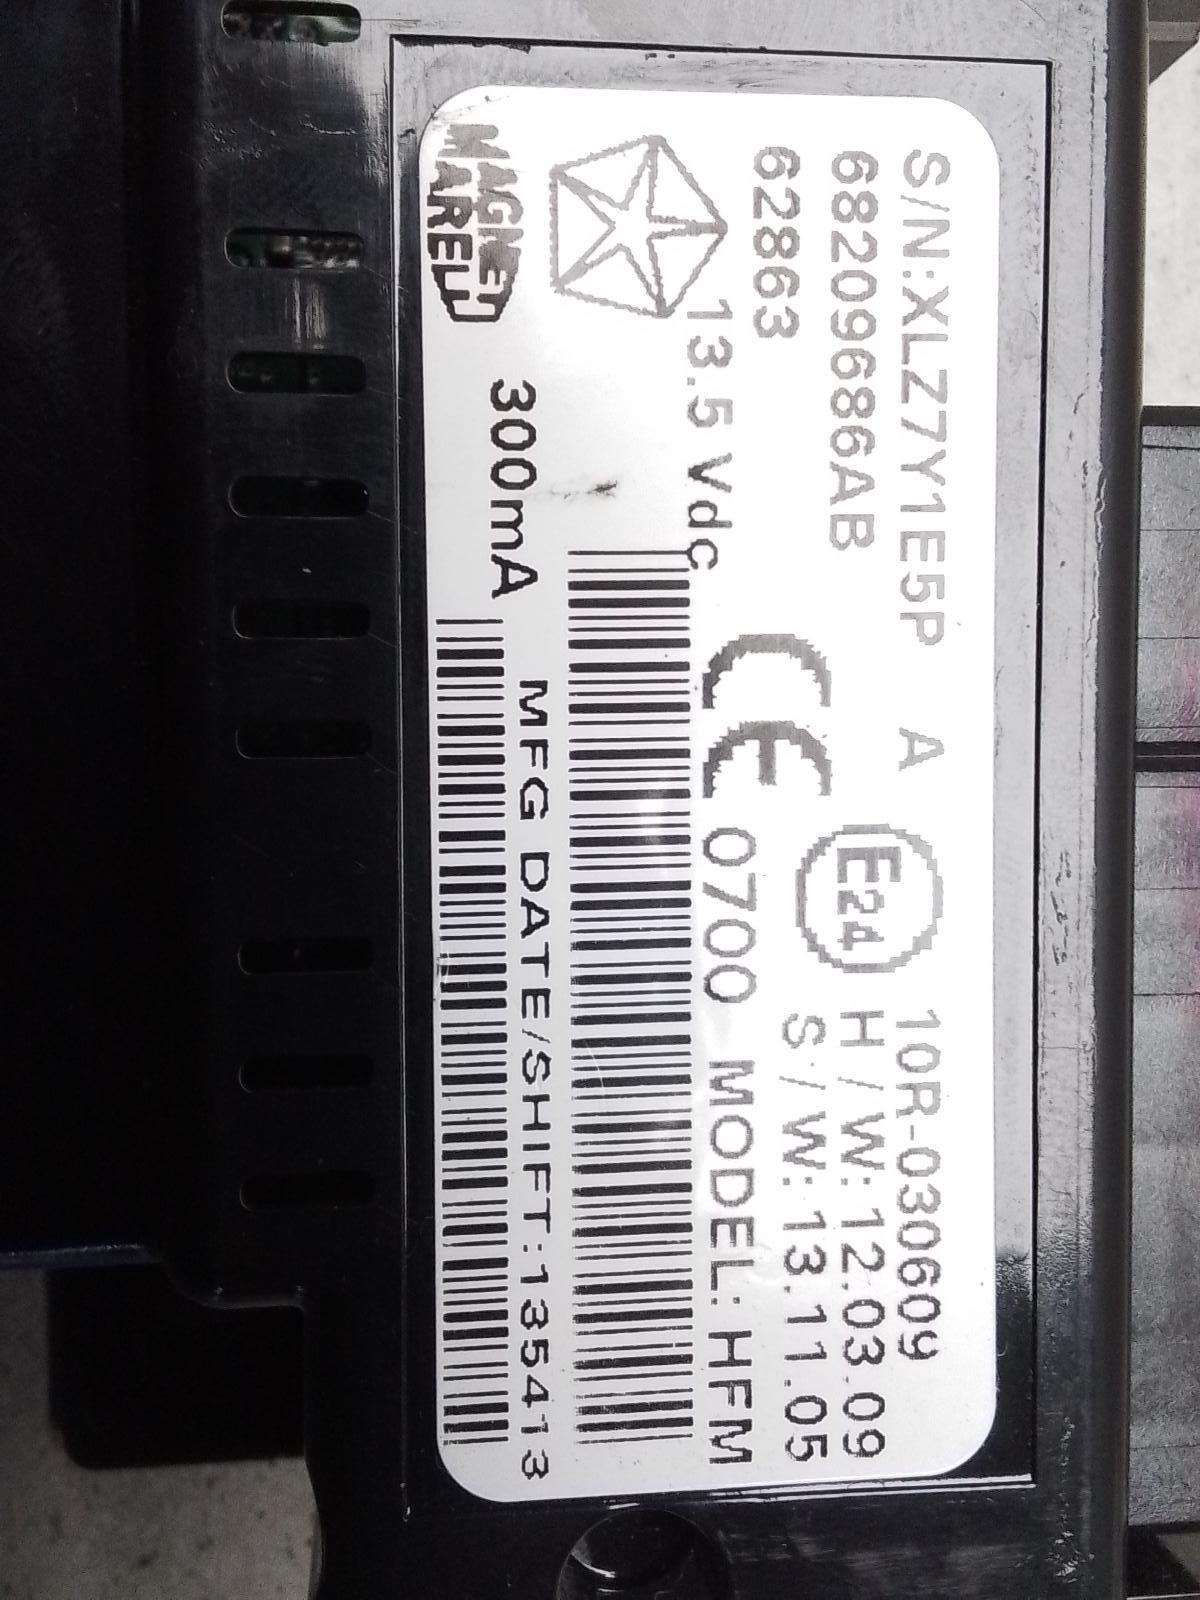 S/N:XLZ7Y1E5P A 10R-030609
68209686AB E24 H/W:12.03.09
62863 S/W:13.11.05
13.5 Vdc CE 0700 MODEL:HFM
MAGNETI
MARELLI
300mA MFG DATE/SHIFT:135413